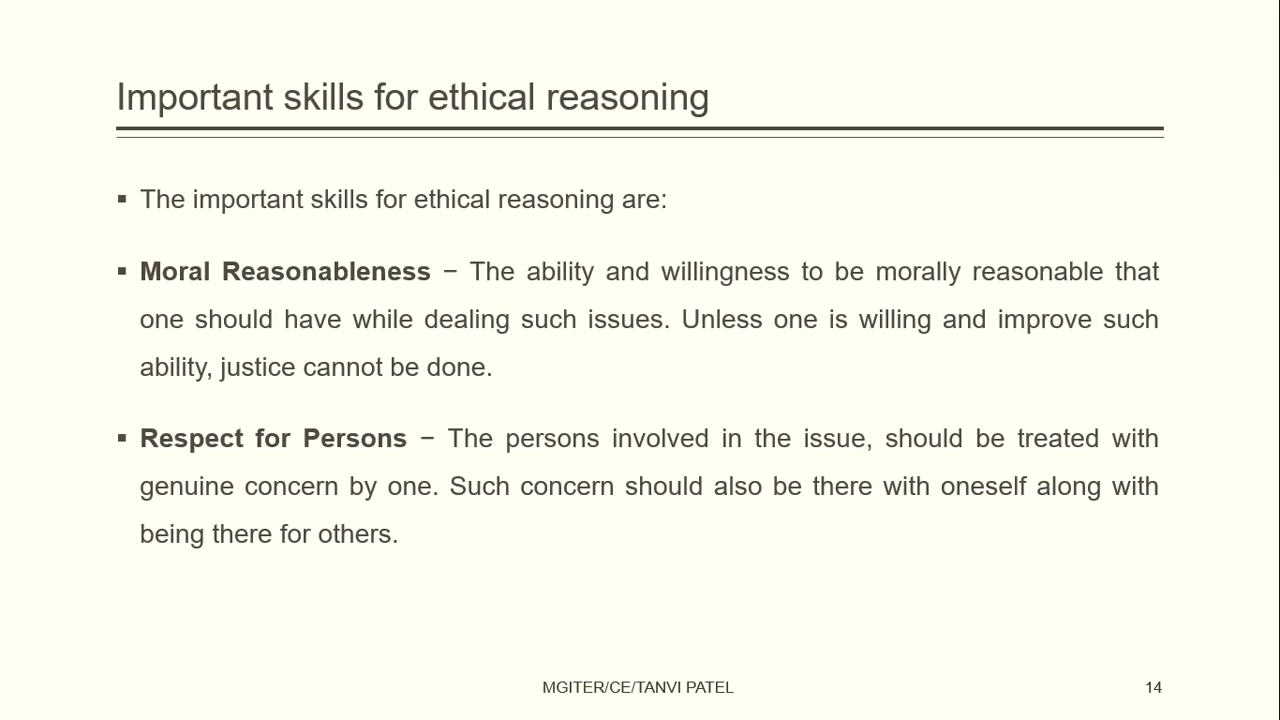 Important skills for ethical reasoning
▪ The important skills for ethical reasoning are:
▪ Moral Reasonableness − The ability and willingness to be morally reasonable that
one should have while dealing such issues. Unless one is willing and improve such
ability, justice cannot be done.
▪ Respect for Persons − The persons involved in the issue, should be treated with
genuine concern by one. Such concern should also be there with oneself along with
being there for others.
MGITER/CE/TANVI PATEL
14